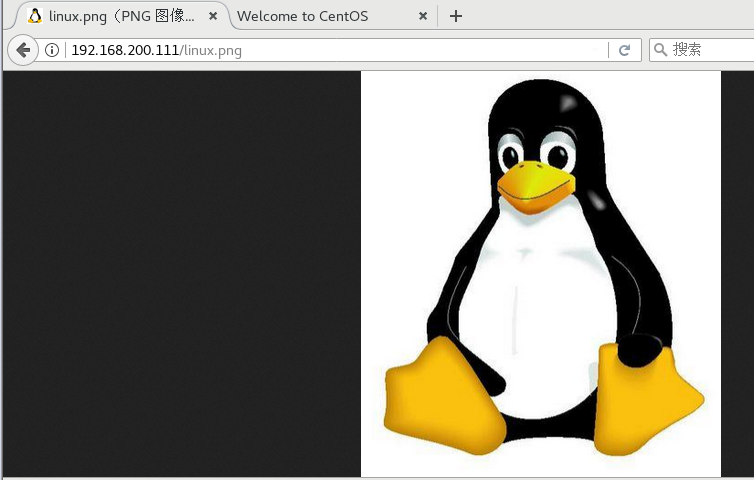 linux.png（PNG 图像... Welcome to CentOS
192.168.200.111/linux.png 搜索